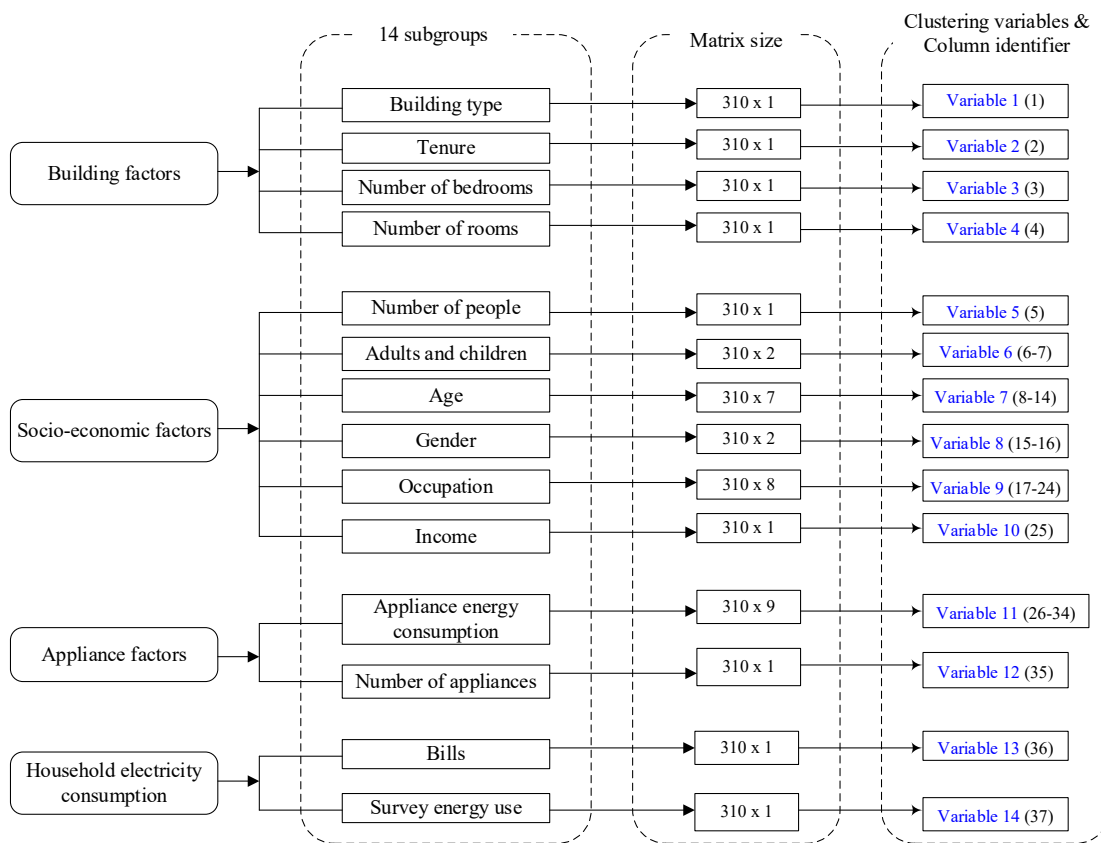 14 subgroups
Matrix size
Clustering variables &
Column identifier
Building factors
Building type
310 x 1
Variable 1 (1)
Tenure
310 x 1
Variable 2 (2)
Number of bedrooms
310 x 1
Variable 3 (3)
Number of rooms
310 x 1
Variable 4 (4)
Socio-economic factors
Number of people
310 x 1
Variable 5 (5)
Adults and children
310 x 2
Variable 6 (6-7)
Age
310 x 7
Variable 7 (8-14)
Gender
310 x 2
Variable 8 (15-16)
Occupation
310 x 8
Variable 9 (17-24)
Income
310 x 1
Variable 10 (25)
Appliance factors
Appliance energy
consumption
310 x 9
Variable 11 (26-34)
Number of appliances
310 x 1
Variable 12 (35)
Household electricity
consumption
Bills
310 x 1
Variable 13 (36)
Survey energy use
310 x 1
Variable 14 (37)